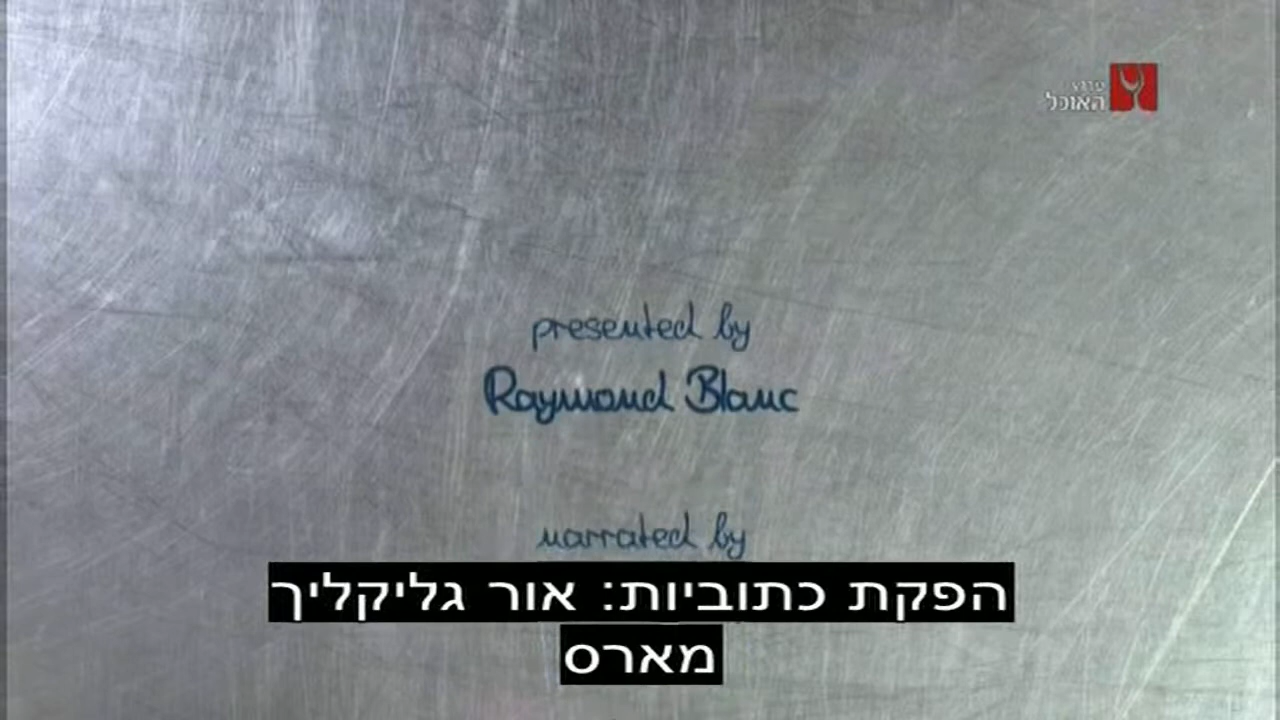 ערוץ
האוכל
presented by
Raymond Blanc
narrated by
הפקת כתוביות: אור גליקליך
מארס